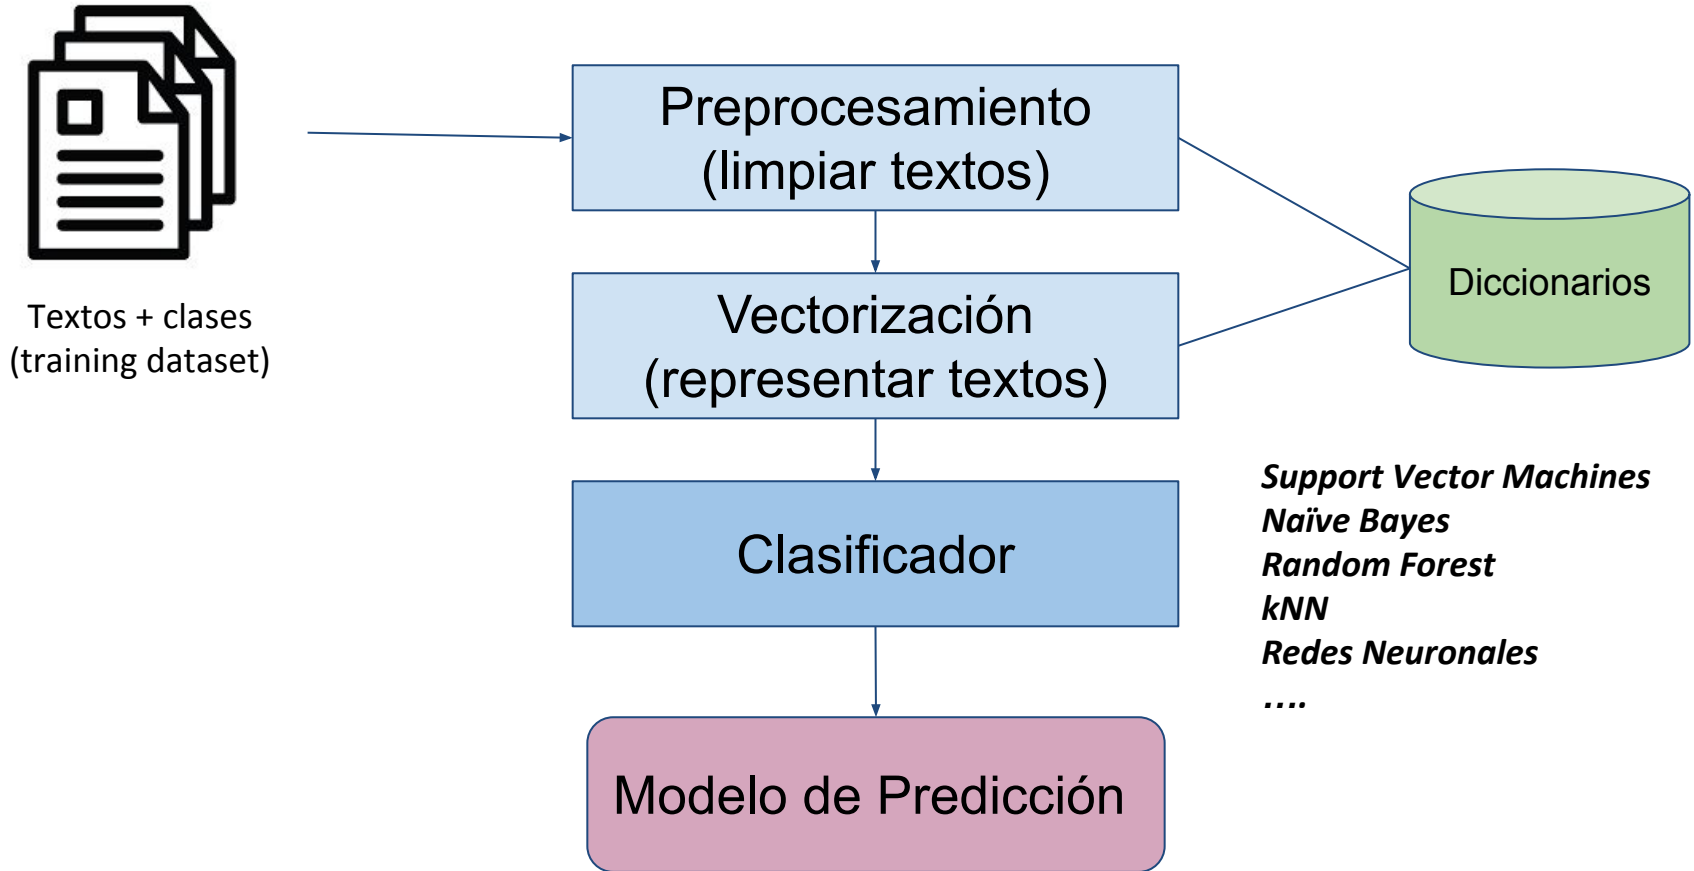 Textos + clases
(training dataset)
Preprocesamiento
(limpiar textos)
Vectorización
(representar textos)
Diccionarios
Clasificador
Support Vector Machines
Naïve Bayes
Random Forest
kNN
Redes Neuronales
....
Modelo de Predicción